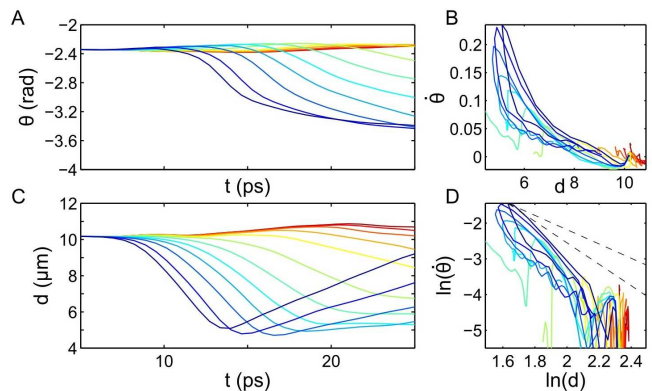 A
-2
-2.4
-2.8
-3.2
-3.6
-4
θ (rad)
t (ps)
B
0.2
0.15
0.1
0.05
0
θ̇
6
8
10
d
C
12
10
8
6
4
d (μm)
10
20
t (ps)
D
-2
-3
-4
-5
ln(θ̇)
1.6
1.8
2
2.2
2.4
ln(d)